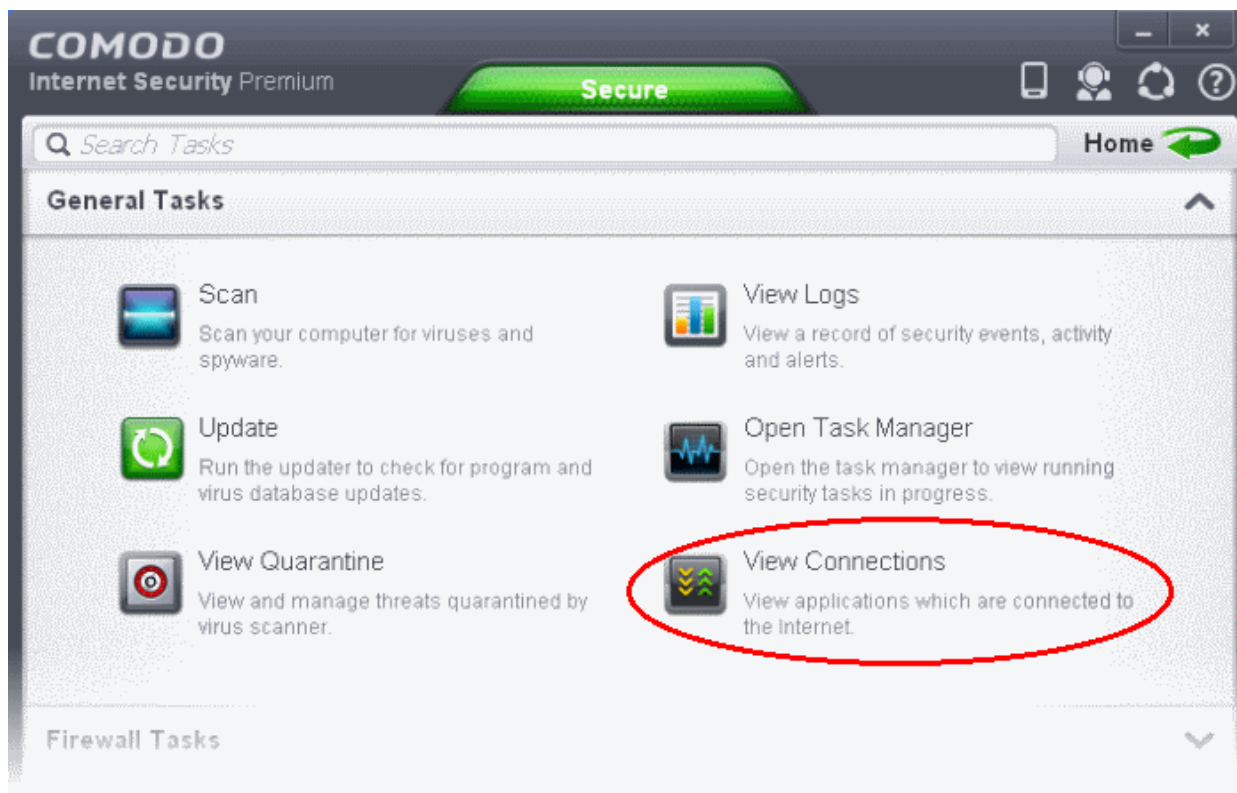 COMODO
Internet Security Premium
Secure
Search Tasks
Home
General Tasks
Scan
Scan your computer for viruses and
spyware.
View Logs
View a record of security events, activity
and alerts.
Update
Run the updater to check for program and
virus database updates.
Open Task Manager
Open the task manager to view running
security tasks in progress.
View Quarantine
View and manage threats quarantined by
virus scanner.
View Connections
View applications which are connected to
the Internet.
Firewall Tasks